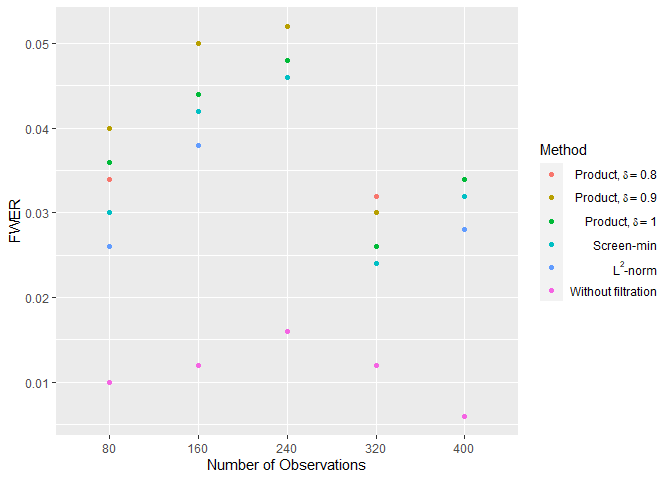 FWER
0.05
0.04
0.03
0.02
0.01
80 160 240 320 400
Number of Observations
Method
Product, δ = 0.8
Product, δ = 0.9
Product, δ = 1
Screen-min
L²-norm
Without filtration